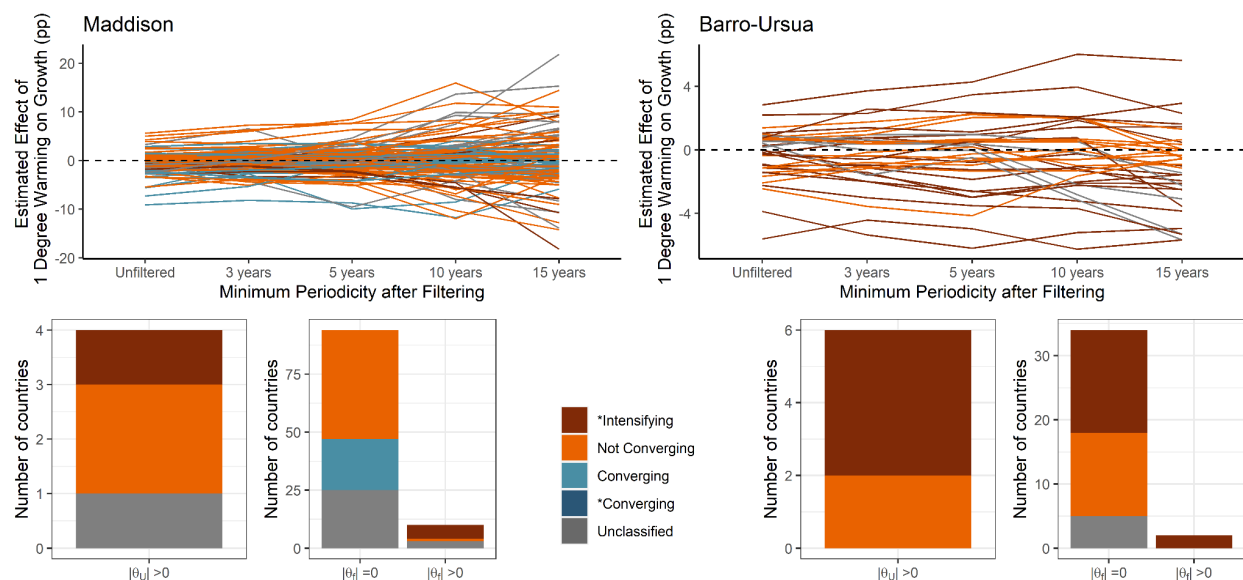 Maddison
Estimated Effect of
1 Degree Warming on Growth (pp)
20
10
0
-10
-20
Unfiltered
3 years
5 years
10 years
15 years
Minimum Periodicity after Filtering
Barro-Ursua
Estimated Effect of
1 Degree Warming on Growth (pp)
4
0
-4
Unfiltered
3 years
5 years
10 years
15 years
Minimum Periodicity after Filtering
Number of countries
4
3
2
1
0
|θU| >0
Number of countries
75
50
25
0
|θf| =0
|θf| >0
*Intensifying
Not Converging
Converging
*Converging
Unclassified
Number of countries
6
4
2
0
|θU| >0
Number of countries
30
20
10
0
|θf| =0
|θf| >0